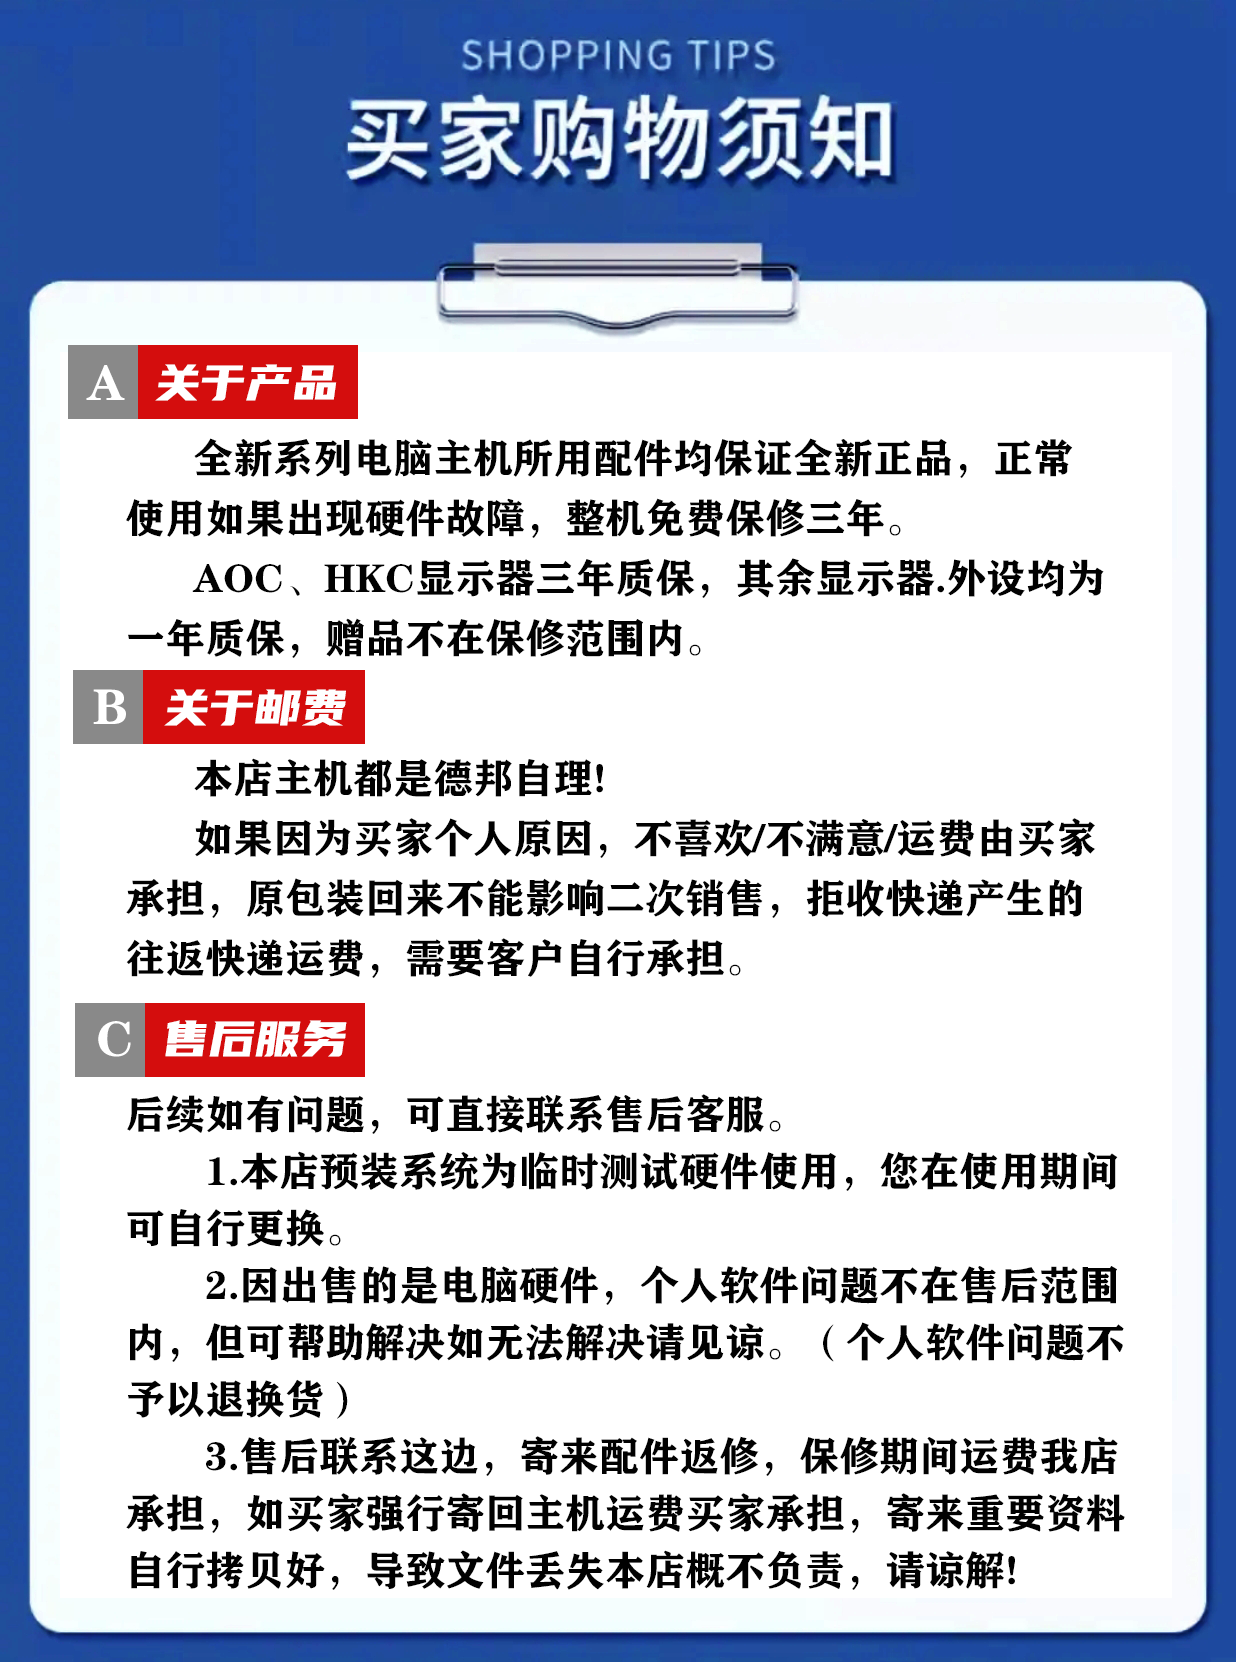 SHOPPING TIPS
买家购物须知
A 关于产品
全新系列电脑主机所用配件均保证全新正品，正常
使用如果出现硬件故障，整机免费保修三年。
AOC、HKC显示器三年质保，其余显示器.外设均为
一年质保，赠品不在保修范围内。
B 关于邮费
本店主机都是德邦自理!
如果因为买家个人原因，不喜欢/不满意/运费由买家
承担，原包装回来不能影响二次销售，拒收快递产生的
往返快递运费，需要客户自行承担。
C 售后服务
后续如有问题，可直接联系售后客服。
1.本店预装系统为临时测试硬件使用，您在使用期间
可自行更换。
2.因出售的是电脑硬件，个人软件问题不在售后范围
内，但可帮助解决如无法解决请见谅。（个人软件问题不
予以退换货）
3.售后联系这边，寄来配件返修，保修期间运费我店
承担，如买家强行寄回主机运费买家承担，寄来重要资料
自行拷贝好，导致文件丢失本店概不负责，请谅解!